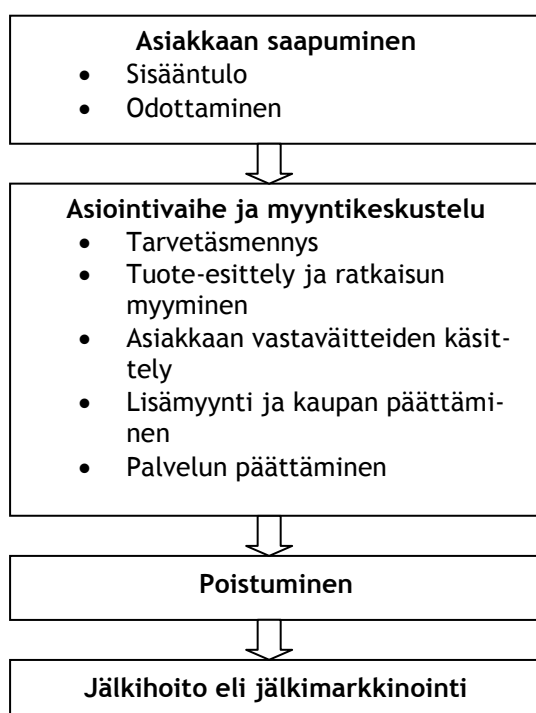 Asiakkaan saapuminen
• Sisääntulo
• Odottaminen
Asiointivaihe ja myyntikeskustelu
• Tarvetäsmennys
• Tuote-esittely ja ratkaisun
myyminen
• Asiakkaan vastaväitteiden käsit-
tely
• Lisämyynti ja kaupan päättämi-
nen
• Palvelun päättäminen
Poistuminen
Jälkihoito eli jälkimarkkinointi